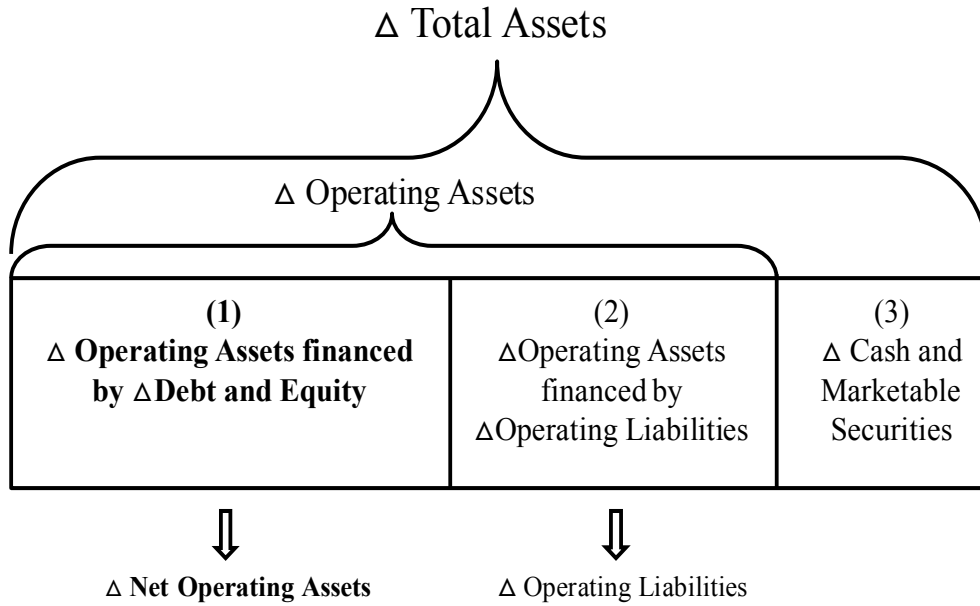 △ Total Assets
△ Operating Assets
(1)
△ Operating Assets financed
by △Debt and Equity
(2)
△Operating Assets
financed by
△Operating Liabilities
(3)
△ Cash and
Marketable
Securities
△ Net Operating Assets
△ Operating Liabilities